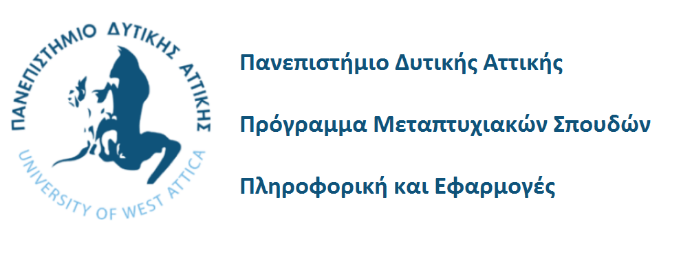 ΠΑΝΕΠΙΣΤΗΜΙΟ ΔΥΤΙΚΗΣ ΑΤΤΙΚΗΣ
UNIVERSITY OF WEST ATTICA
Πανεπιστήμιο Δυτικής Αττικής
Πρόγραμμα Μεταπτυχιακών Σπουδών
Πληροφορική και Εφαρμογές